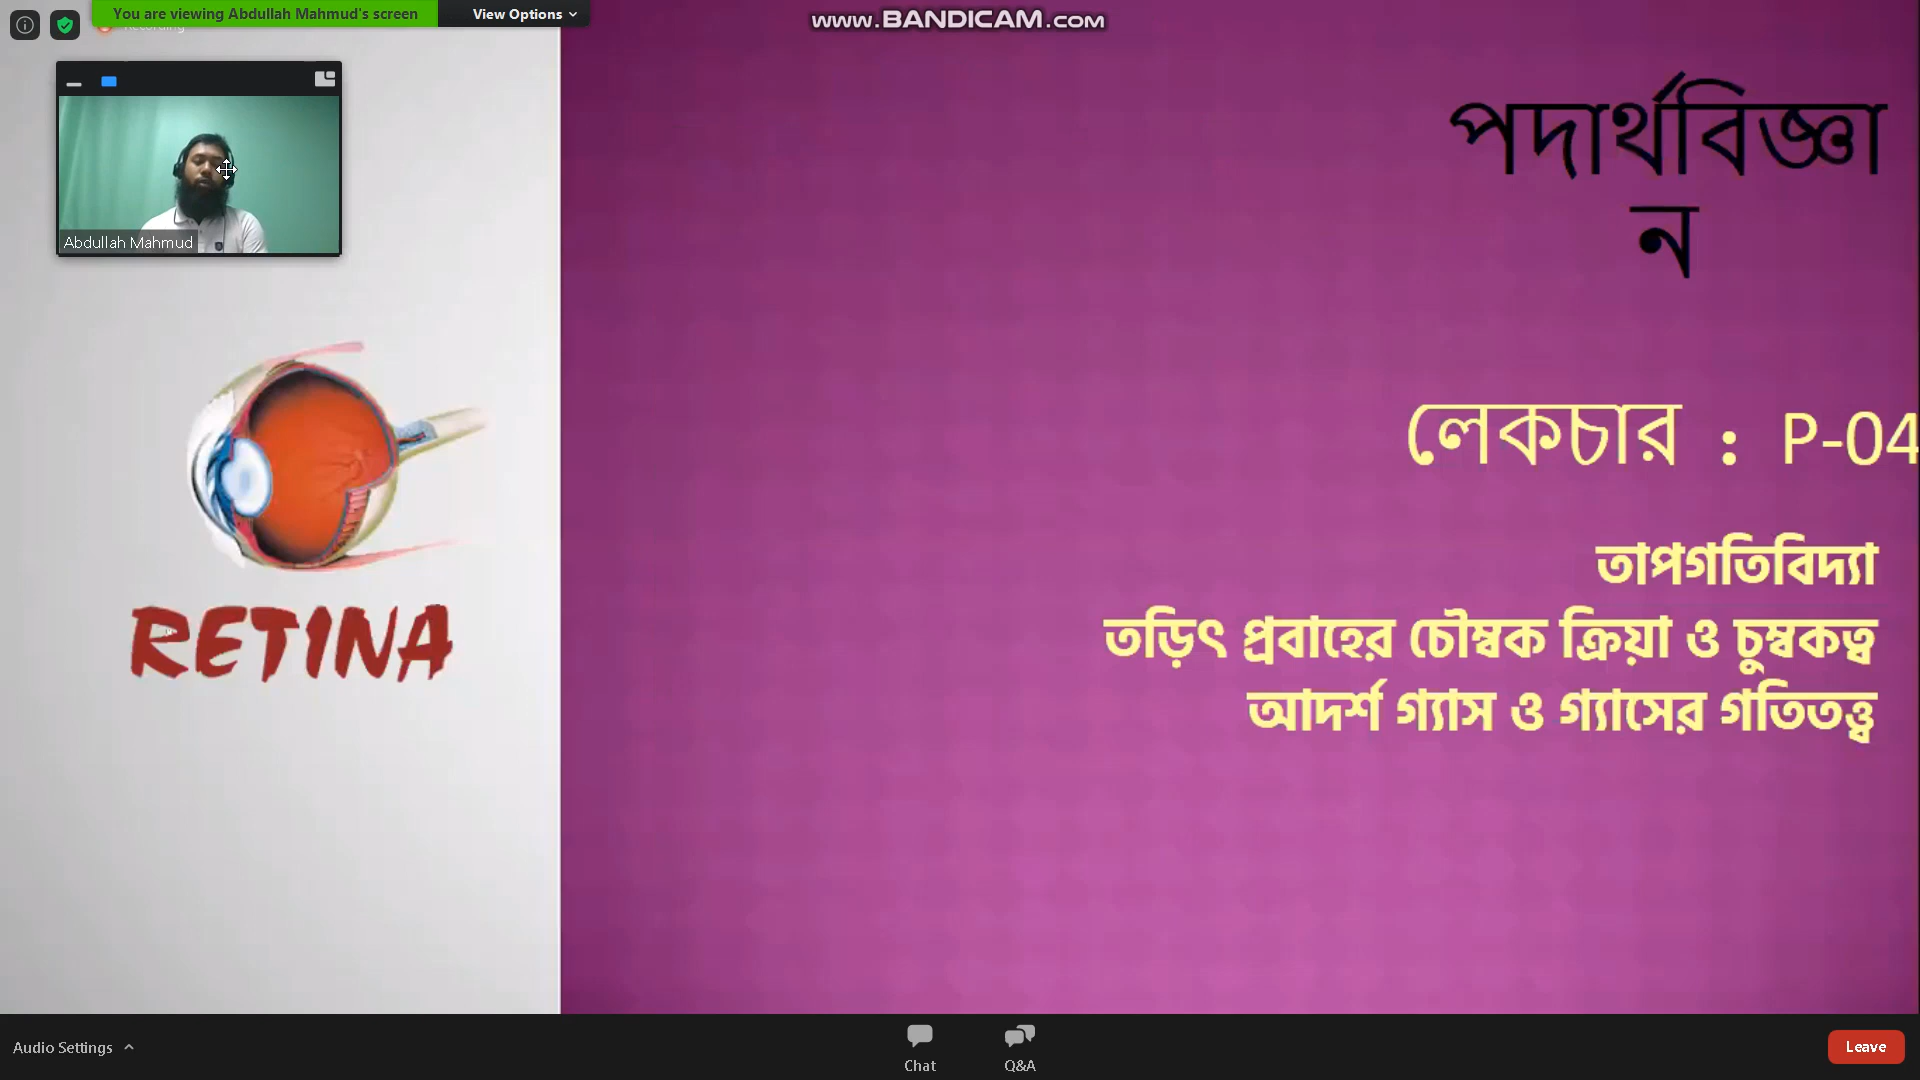 You are viewing Abdullah Mahmud's screen
View Options
www.BANDICAM.com
Recording
Abdullah Mahmud
পদার্থবিজ্ঞা
ন
লেকচার : P-04
তাপগতিবিদ্যা
তড়িৎ প্রবাহের চৌম্বক ক্রিয়া ও চুম্বকত্ব
আদর্শ গ্যাস ও গ্যাসের গতিতত্ত্ব
RETINA
Audio Settings
Chat
Q&A
Leave